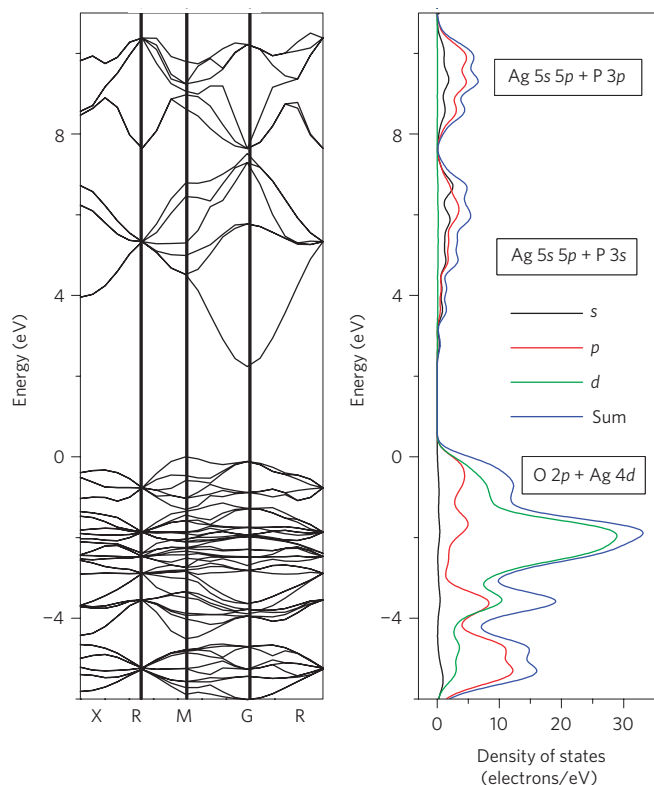 8
4
0
−4
Energy (eV)
X R M G R
8
4
0
−4
Energy (eV)
Ag 5s 5p + P 3p
Ag 5s 5p + P 3s
s
p
d
Sum
O 2p + Ag 4d
0 10 20 30
Density of states
(electrons/eV)